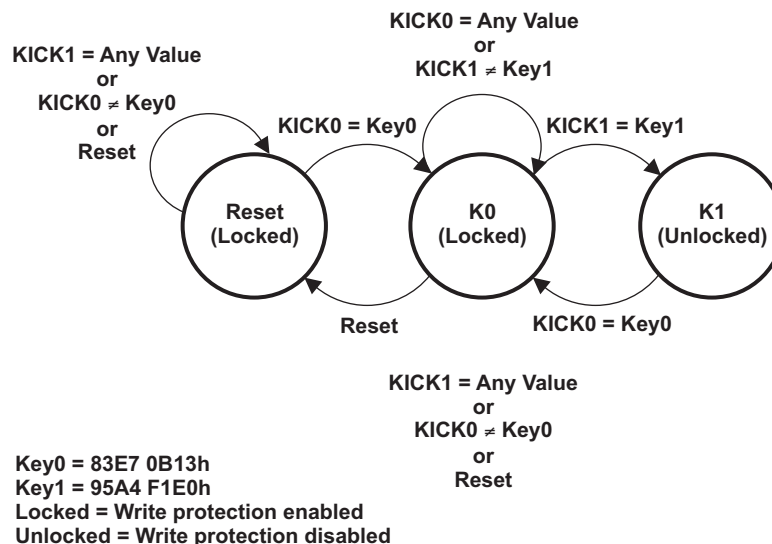 KICK1 = Any Value
or
KICK0 ≠ Key0
or
Reset
KICK0 = Any Value
or
KICK1 ≠ Key1
KICK0 = Key0
KICK1 = Key1
Reset
(Locked)
K0
(Locked)
K1
(Unlocked)
Reset
KICK0 = Key0
KICK1 = Any Value
or
KICK0 ≠ Key0
or
Reset
Key0 = 83E7 0B13h
Key1 = 95A4 F1E0h
Locked = Write protection enabled
Unlocked = Write protection disabled